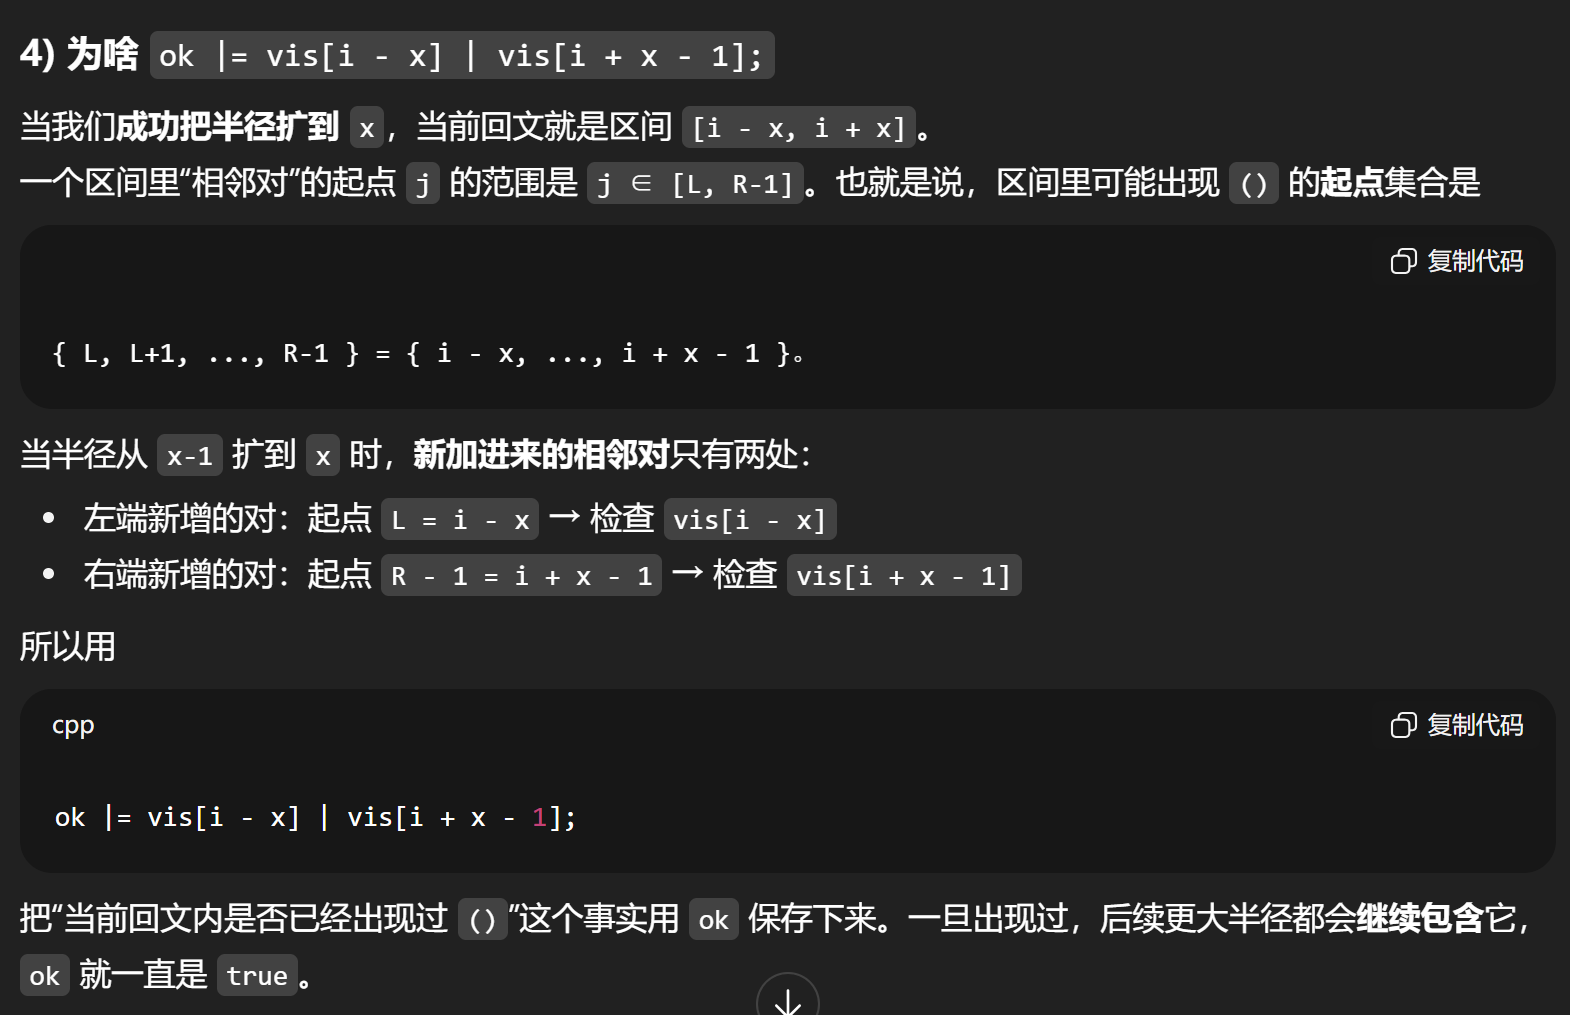 4) 为啥 ok |= vis[i - x] | vis[i + x - 1];
当我们成功把半径扩到 x，当前回文就是区间 [i - x, i + x]。
一个区间里“相邻对”的起点 j 的范围是 j ∈ [L, R-1]。也就是说，区间里可能出现 () 的起点集合是
复制代码
{ L, L+1, ..., R-1 } = { i - x, ..., i + x - 1 }。
当半径从 x-1 扩到 x 时，新加进来的相邻对只有两处：
• 左端新增的对：起点 L = i - x → 检查 vis[i - x]
• 右端新增的对：起点 R - 1 = i + x - 1 → 检查 vis[i + x - 1]
所以用
cpp 复制代码
ok |= vis[i - x] | vis[i + x - 1];
把“当前回文内是否已经出现过 ()”这个事实用 ok 保存下来。一旦出现过，后续更大半径都会继续包含它，
ok 就一直是 true。